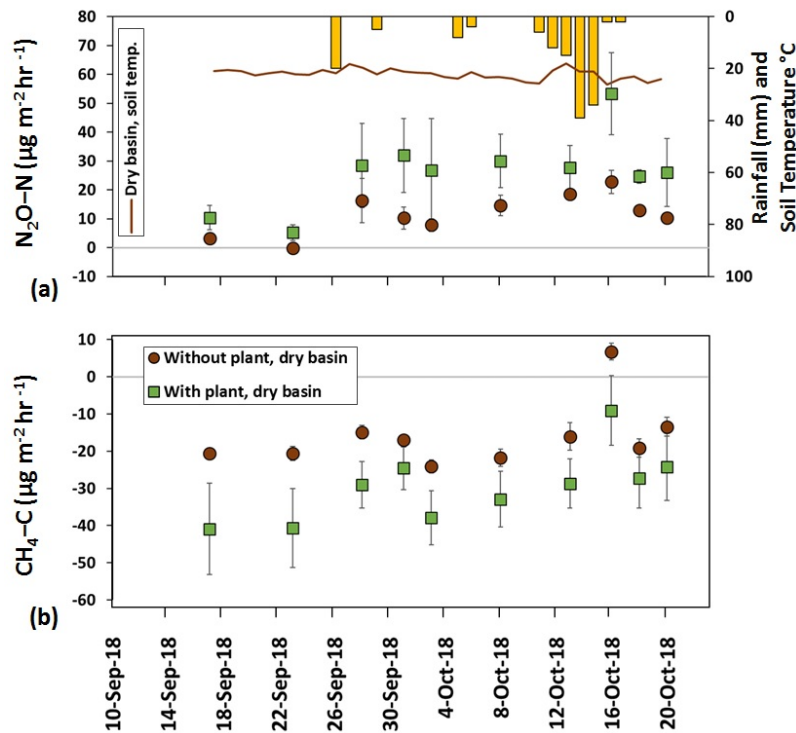 80
70
60
50
40
30
20
10
0
-10
N₂O–N (µg m⁻² hr ⁻¹)
(a)
Dry basin, soil temp.
0
20
40
60
80
100
Rainfall (mm) and
Soil Temperature °C
10
0
-10
-20
-30
-40
-50
-60
CH₄–C (µg m⁻² hr ⁻¹)
(b)
Without plant, dry basin
With plant, dry basin
10-Sep-18
14-Sep-18
18-Sep-18
22-Sep-18
26-Sep-18
30-Sep-18
4-Oct-18
8-Oct-18
12-Oct-18
16-Oct-18
20-Oct-18